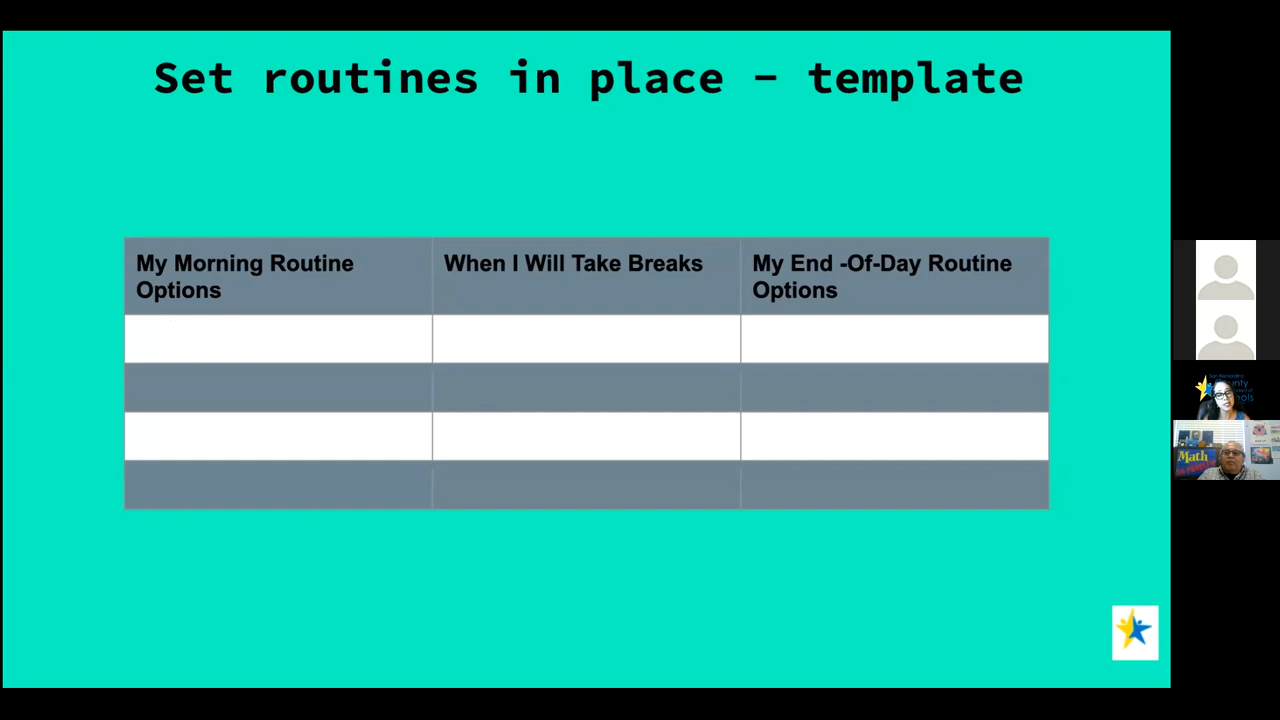 Set routines in place - template
My Morning Routine
Options
When I Will Take Breaks
My End -Of-Day Routine
Options
Math